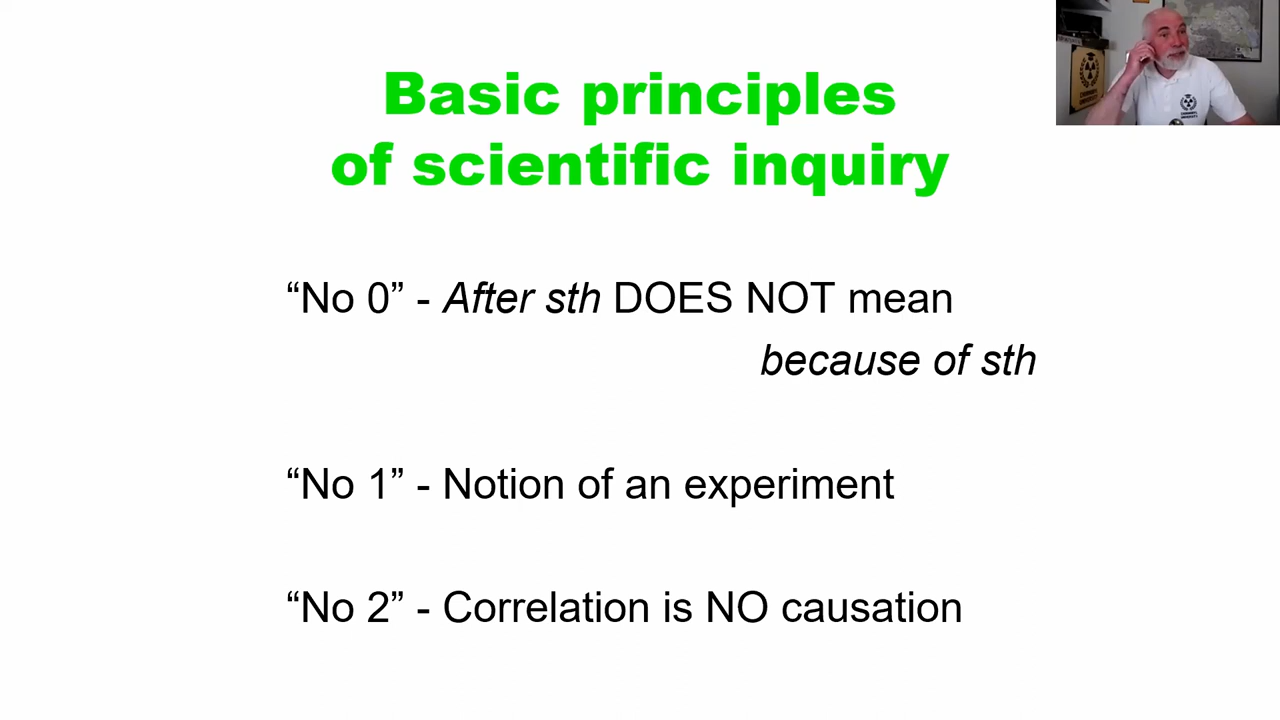 Basic principles
of scientific inquiry
“No 0” - After sth DOES NOT mean
because of sth
“No 1” - Notion of an experiment
“No 2” - Correlation is NO causation